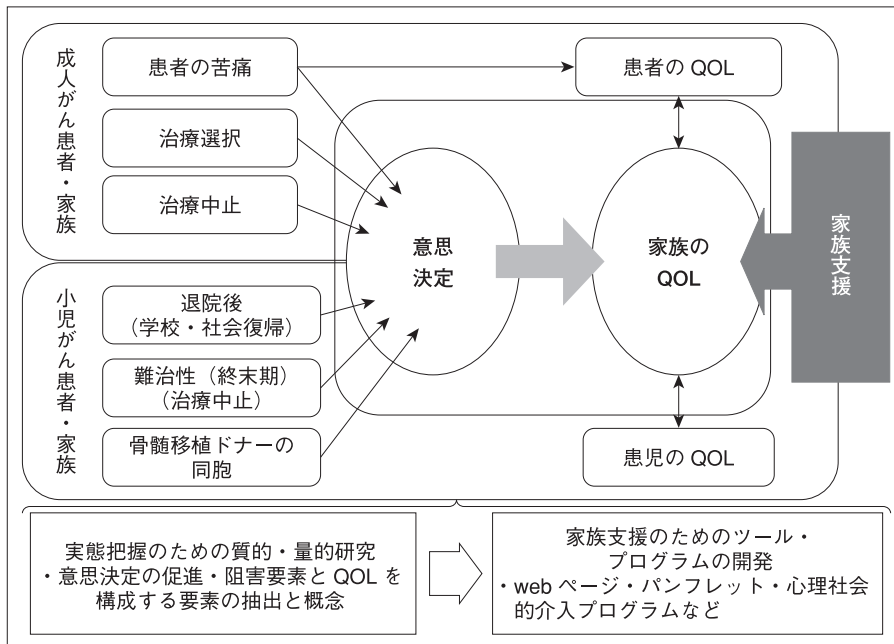 成人がん患者・家族
患者の苦痛
治療選択
治療中止
患者の QOL
意思
決定
家族の
QOL
家族支援
小児がん患者・家族
退院後
（学校・社会復帰）
難治性（終末期）
（治療中止）
骨髄移植ドナーの
同胞
患児の QOL
実態把握のための質的・量的研究
・意思決定の促進・阻害要素と QOL を
構成する要素の抽出と概念
家族支援のためのツール・
プログラムの開発
・web ページ・パンフレット・心理社会
的介入プログラムなど